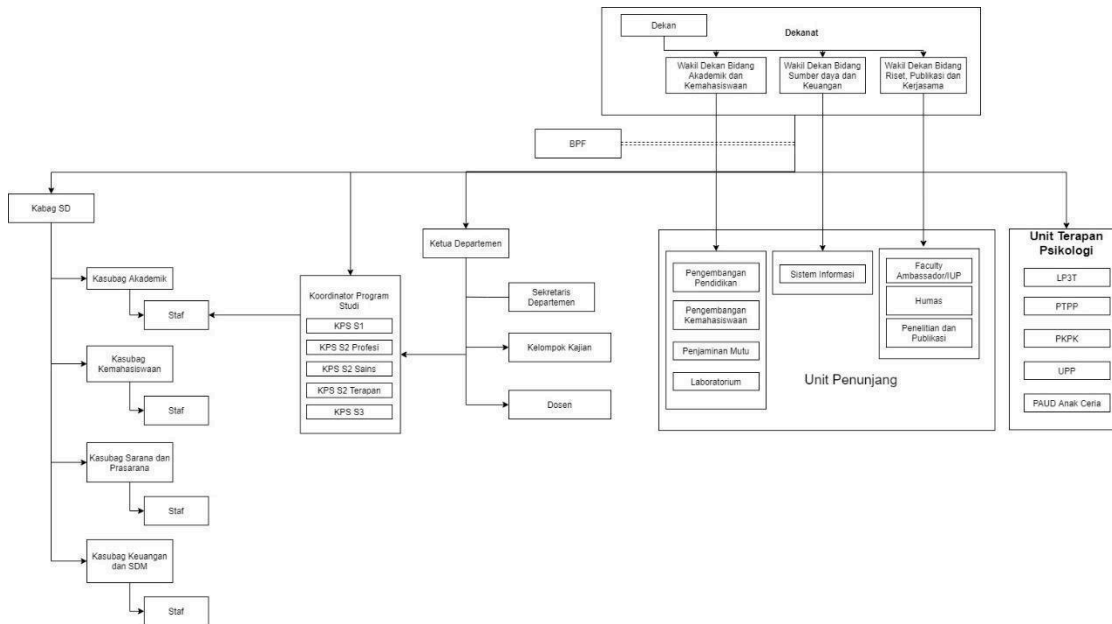 Dekan
Dekanat
Wakil Dekan Bidang
Akademik dan
Kemahasiswaan
Wakil Dekan Bidang
Sumber daya dan
Keuangan
Wakil Dekan Bidang
Riset, Publikasi dan
Kerjasama
BPF
Kabag SD
Kasubag Akademik
Staf
Kasubag
Kemahasiswaan
Staf
Kasubag Sarana dan
Prasarana
Staf
Kasubag Keuangan
dan SDM
Staf
Koordinator Program
Studi
KPS S1
KPS S2 Profesi
KPS S2 Sains
KPS S2 Terapan
KPS S3
Ketua Departemen
Sekretaris
Departemen
Kelompok Kajian
Dosen
Pengembangan
Pendidikan
Pengembangan
Kemahasiswaan
Penjaminan Mutu
Laboratorium
Sistem Informasi
Faculty
Ambassador/IUP
Humas
Penelitian dan
Publikasi
Unit Penunjang
Unit Terapan
Psikologi
LP3T
PTPP
PKPK
UPP
PAUD Anak Ceria